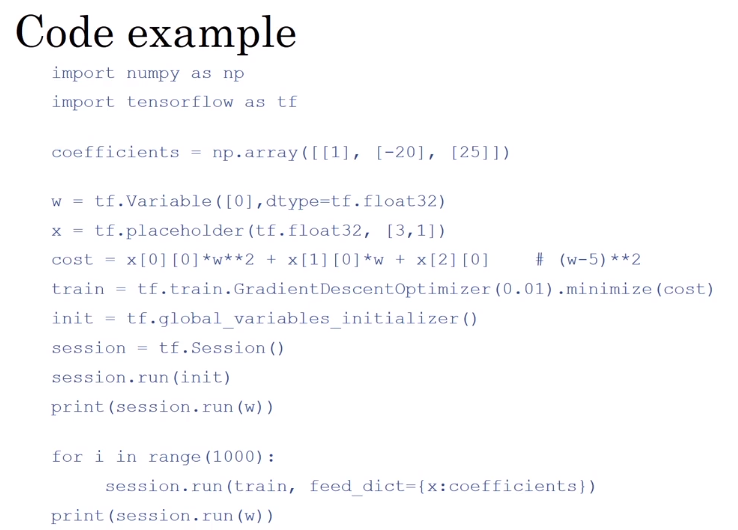 Code example
import numpy as np
import tensorflow as tf
coefficients = np.array([[1], [-20], [25]])
w = tf.Variable([0],dtype=tf.float32)
x = tf.placeholder(tf.float32, [3,1])
cost = x[0][0]*w**2 + x[1][0]*w + x[2][0]    # (w-5)**2
train = tf.train.GradientDescentOptimizer(0.01).minimize(cost)
init = tf.global_variables_initializer()
session = tf.Session()
session.run(init)
print(session.run(w))
for i in range(1000):
     session.run(train, feed_dict={x:coefficients})
print(session.run(w))